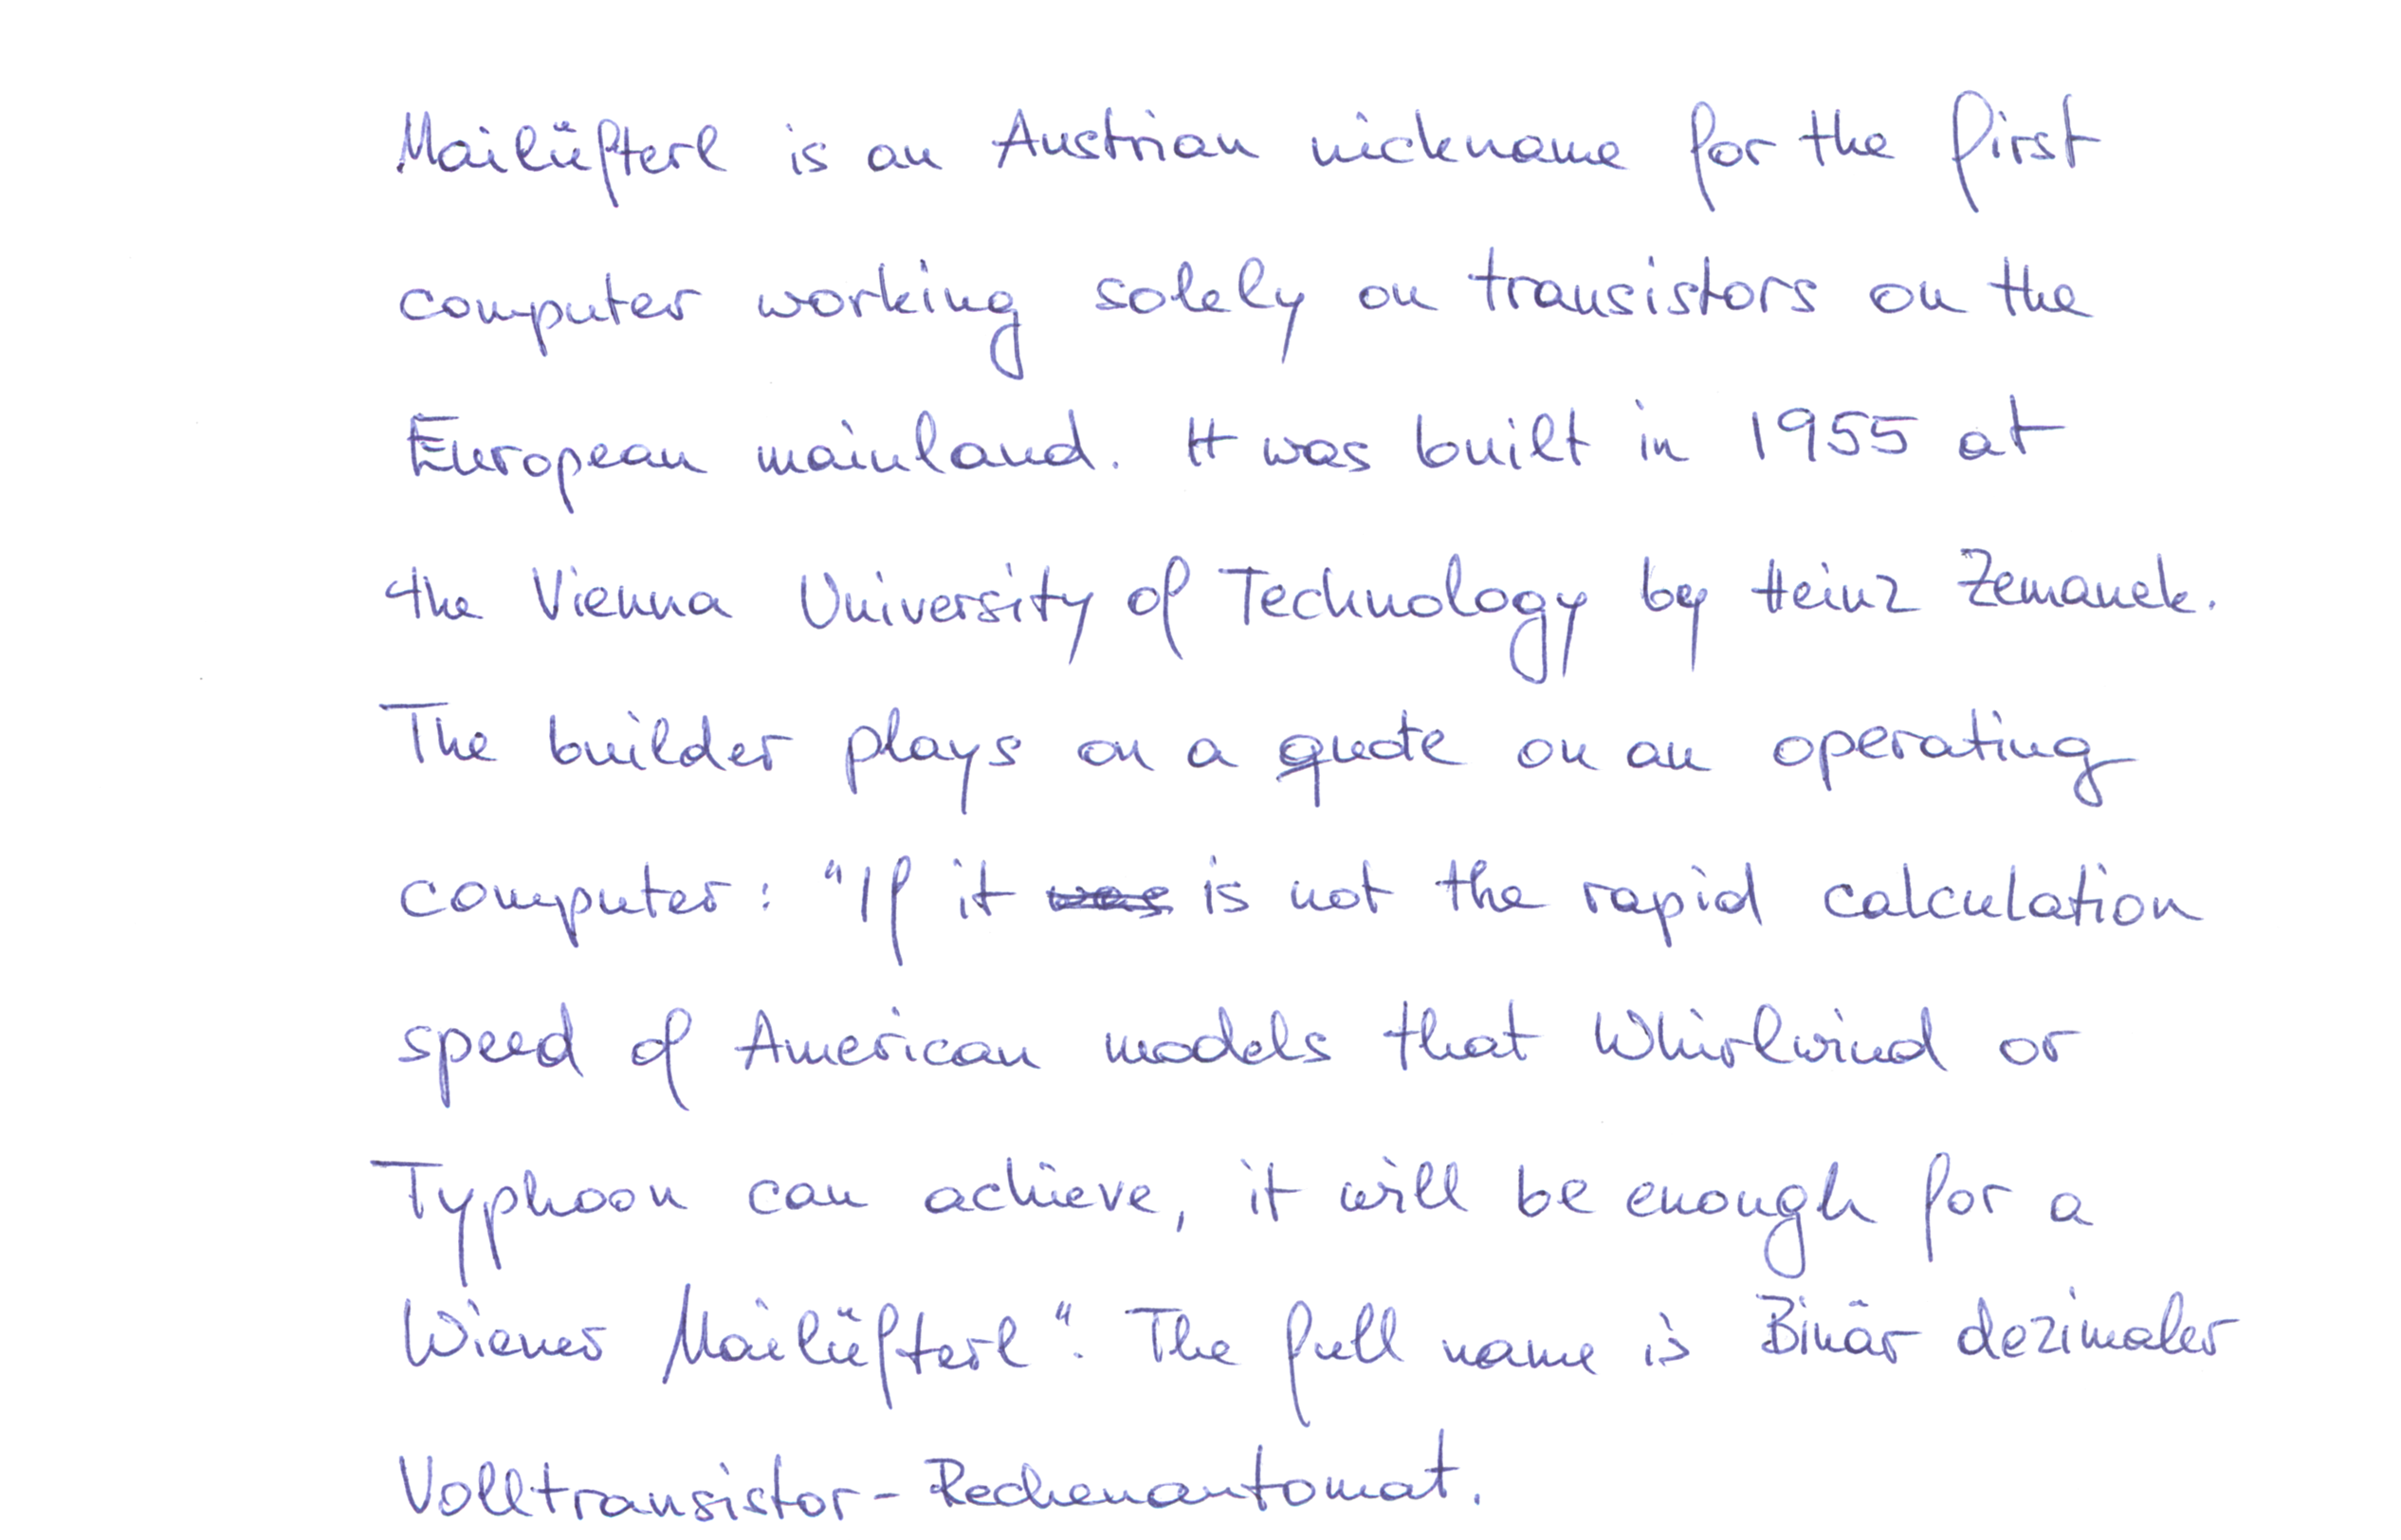 Mailüfterl is an Austrian nickname for the first
computer working solely on transistors on the
European mainland. It was built in 1955 at
the Vienna University of Technology by Heinz Zemanek.
The builder plays on a quote on an operating
computer: "If it was is not the rapid calculation
speed of American models that Whirlwind or
Typhoon can achieve, it will be enough for a
Wiener Mailüfterl". The full name is Binär dezimaler
Volltransistor-Rechenautomat.